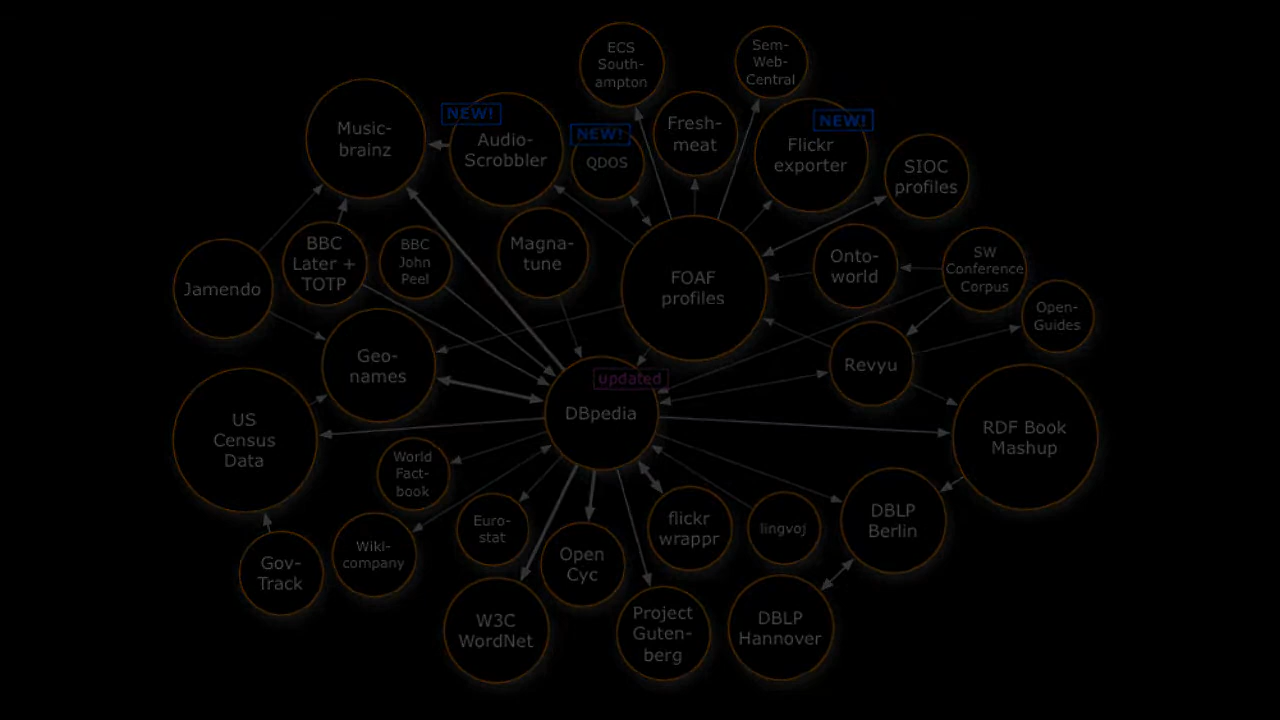 ECS
South-
ampton
Sem-
Web-
Central
NEW!
Music-
brainz
Audio-
Scrobbler
NEW!
QDOS
Fresh-
meat
NEW!
Flickr
exporter
SIOC
profiles
Jamendo
BBC
Later +
TOTP
BBC
John
Peel
Magna-
tune
FOAF
profiles
Onto-
world
SW
Conference
Corpus
Open-
Guides
Geo-
names
updated
DBpedia
Revyu
US
Census
Data
RDF Book
Mashup
World
Fact-
book
Gov-
Track
Wiki-
company
Euro-
stat
Open
Cyc
flickr
wrappr
lingvoj
DBLP
Berlin
W3C
WordNet
Project
Guten-
berg
DBLP
Hannover